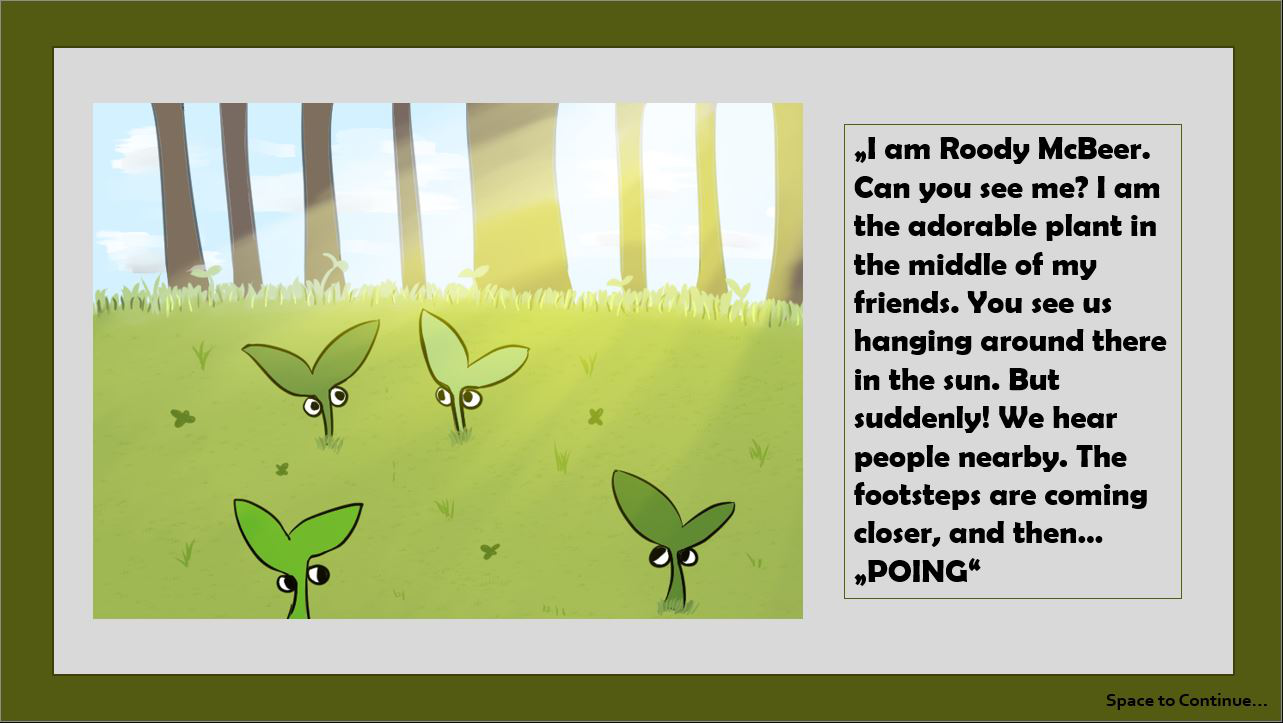 „I am Roody McBeer.
Can you see me? I am
the adorable plant in
the middle of my
friends. You see us
hanging around there
in the sun. But
suddenly! We hear
people nearby. The
footsteps are coming
closer, and then...
„POING“
Space to Continue...